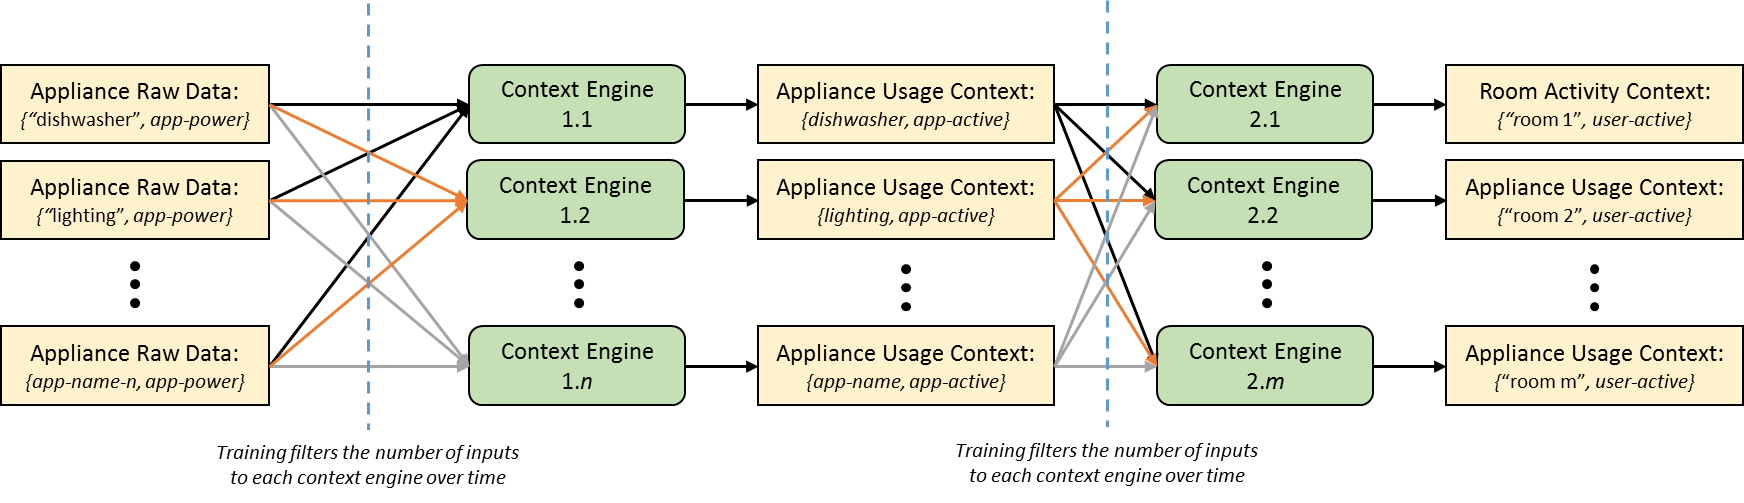 Appliance Raw Data:
{“dishwasher”, app-power}
Context Engine
1.1
Appliance Usage Context:
{dishwasher, app-active}
Context Engine
2.1
Room Activity Context:
{“room 1”, user-active}
Appliance Raw Data:
{“lighting”, app-power}
Context Engine
1.2
Appliance Usage Context:
{lighting, app-active}
Context Engine
2.2
Appliance Usage Context:
{“room 2”, user-active}
Appliance Raw Data:
{app-name-n, app-power}
Context Engine
1.n
Appliance Usage Context:
{app-name, app-active}
Context Engine
2.m
Appliance Usage Context:
{“room m”, user-active}
Training filters the number of inputs
to each context engine over time
Training filters the number of inputs
to each context engine over time